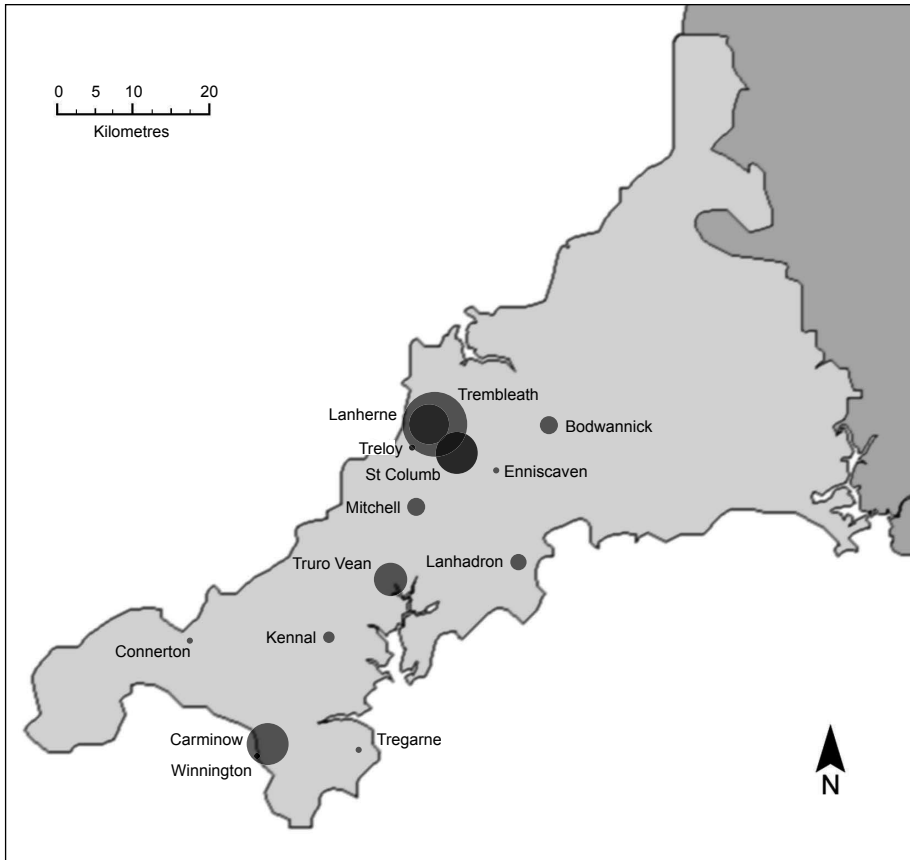 0 5 10 20
Kilometres
Trembleath
Lanherne
Bodwannick
Treloy
St Columb
Enniscaven
Mitchell
Truro Vean
Lanhadron
Kennal
Connerton
Carminow
Tregarne
Winnington
N